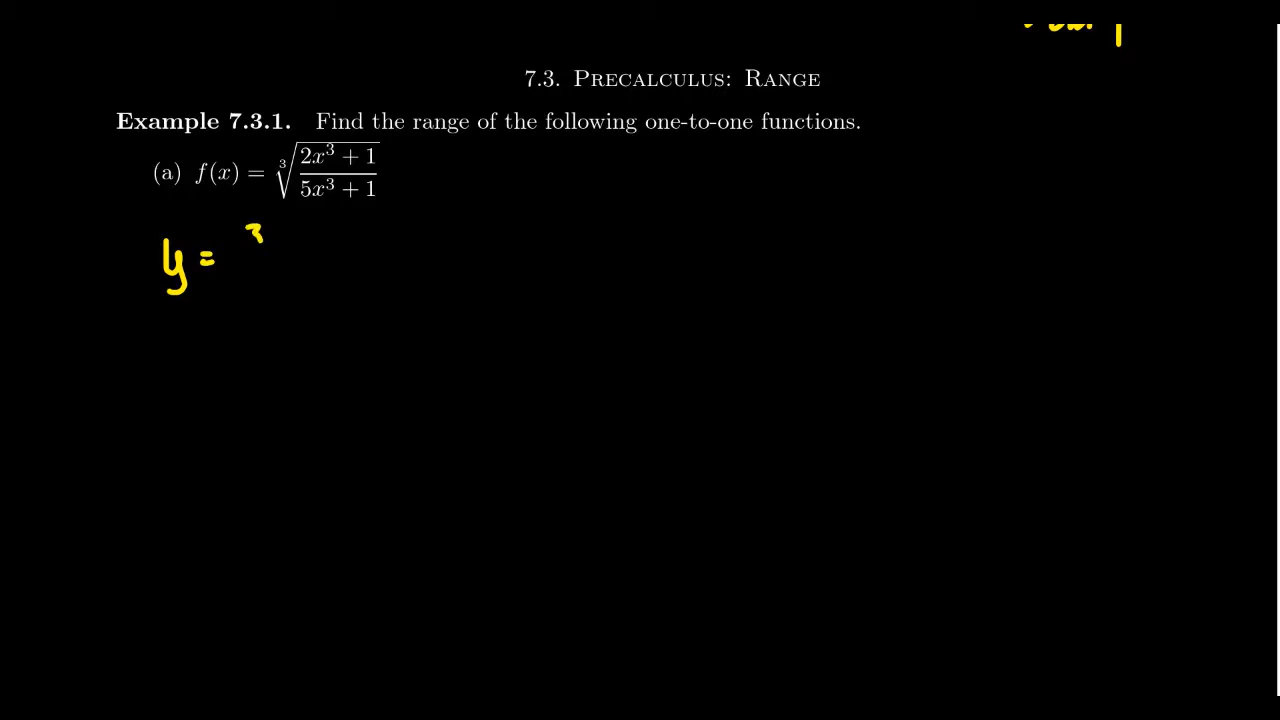 7.3. Precalculus: Range
Example 7.3.1. Find the range of the following one-to-one functions.
(a) f(x) = ∛((2x³ + 1)/(5x³ + 1))
y = 3